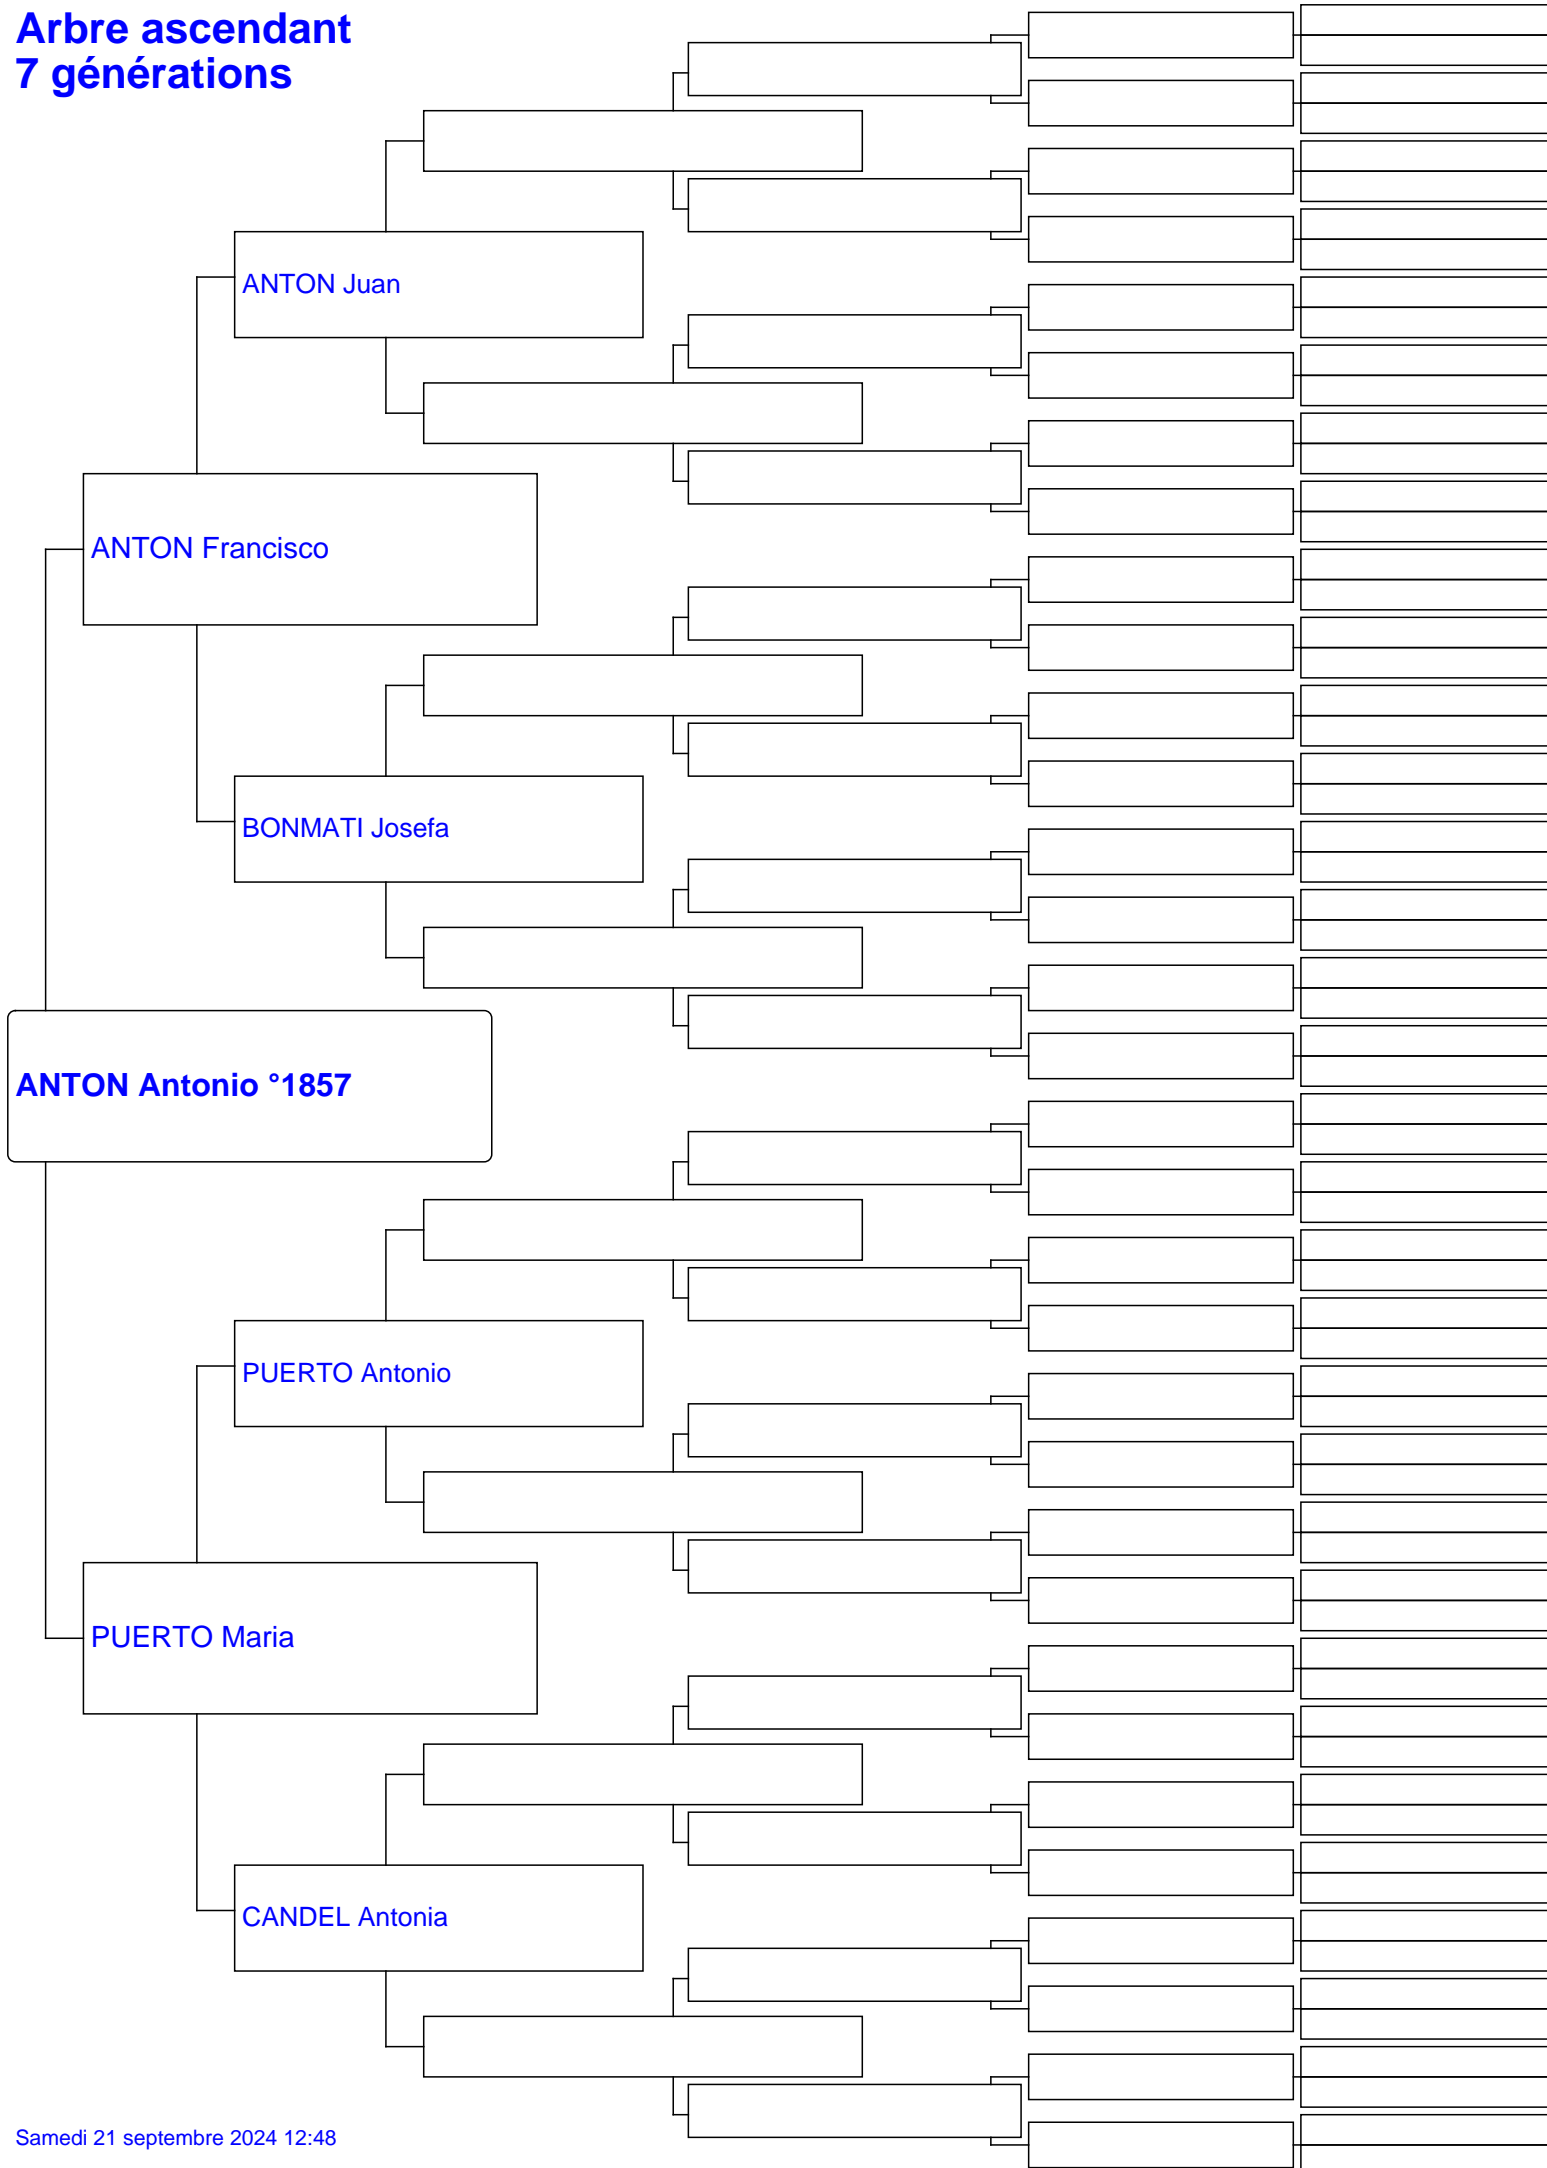 Arbre ascendant
7 générations
ANTON Juan
ANTON Francisco
BONMATI Josefa
ANTON Antonio °1857
PUERTO Antonio
PUERTO Maria
CANDEL Antonia
Samedi 21 septembre 2024 12:48